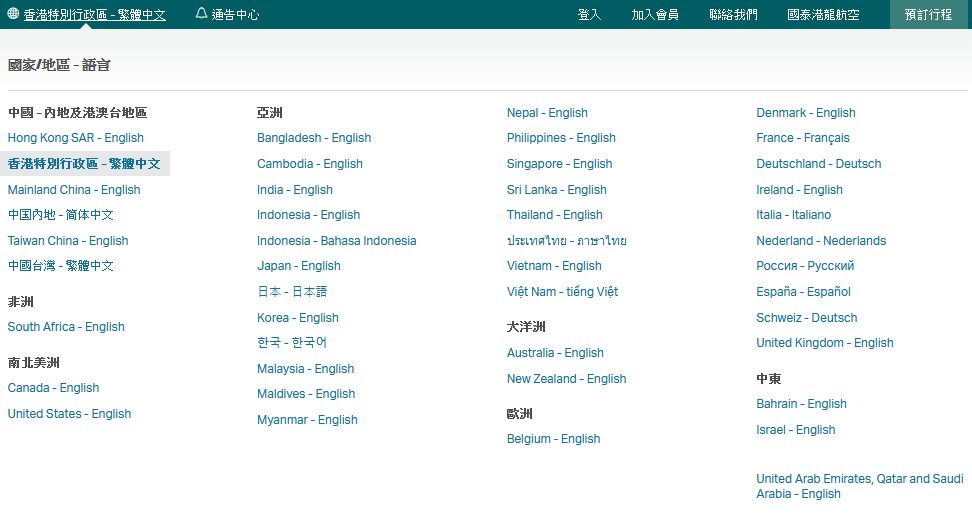 香港特別行政區 - 繁體中文
通告中心
登入
加入會員
聯絡我們
國泰港龍航空
預訂行程
國家/地區 - 語言
中國 - 內地及港澳台地區
Hong Kong SAR - English
香港特別行政區 - 繁體中文
Mainland China - English
中国內地 - 简体中文
Taiwan China - English
中國台灣 - 繁體中文
非洲
South Africa - English
南北美洲
Canada - English
United States - English
亞洲
Bangladesh - English
Cambodia - English
India - English
Indonesia - English
Indonesia - Bahasa Indonesia
Japan - English
日本 - 日本語
Korea - English
한국 - 한국어
Malaysia - English
Maldives - English
Myanmar - English
Nepal - English
Philippines - English
Singapore - English
Sri Lanka - English
Thailand - English
ประเทศไทย - ภาษาไทย
Vietnam - English
Việt Nam - tiếng Việt
大洋洲
Australia - English
New Zealand - English
歐洲
Belgium - English
Denmark - English
France - Français
Deutschland - Deutsch
Ireland - English
Italia - Italiano
Nederland - Nederlands
Россия - Русский
España - Español
Schweiz - Deutsch
United Kingdom - English
中東
Bahrain - English
Israel - English
United Arab Emirates, Qatar and Saudi
Arabia - English